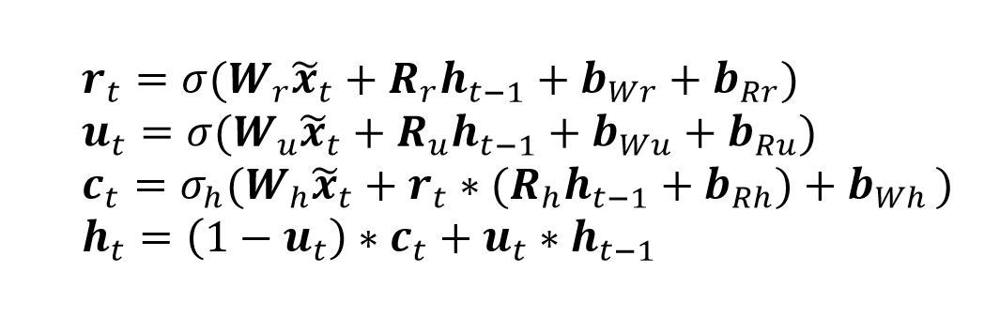 r_t = σ(W_r x̃_t + R_r h_{t−1} + b_{Wr} + b_{Rr})
u_t = σ(W_u x̃_t + R_u h_{t−1} + b_{Wu} + b_{Ru})
c_t = σ_h(W_h x̃_t + r_t * (R_h h_{t−1} + b_{Rh}) + b_{Wh})
h_t = (1 − u_t) * c_t + u_t * h_{t−1}